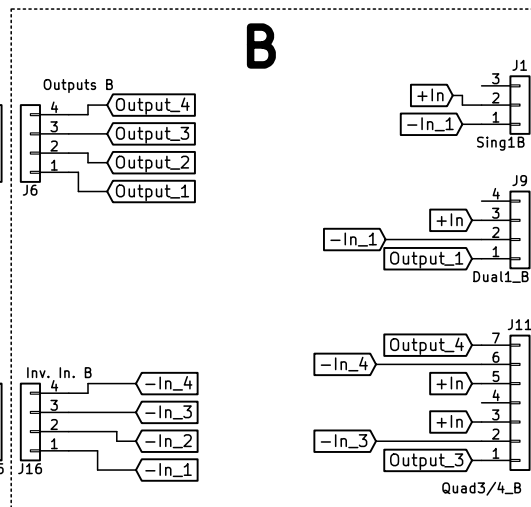 B
Outputs B
4 Output_4
3 Output_3
2 Output_2
1 Output_1
J6
J1
3
+In 2
-In_1 1
Sing1B
J9
4
+In 3
-In_1 2
Output_1 1
Dual1_B
J11
Output_4 7
-In_4 6
+In 5
4
+In 3
-In_3 2
Output_3 1
Quad3/4_B
Inv. In. B
4 -In_4
3 -In_3
2 -In_2
1 -In_1
J16